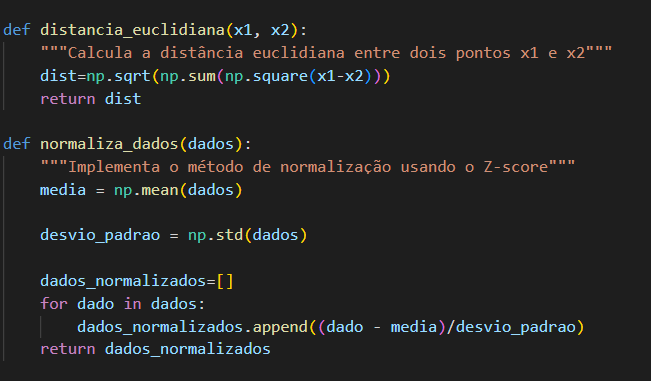 def distancia_euclidiana(x1, x2):
    """Calcula a distância euclidiana entre dois pontos x1 e x2"""
    dist=np.sqrt(np.sum(np.square(x1-x2)))
    return dist
def normaliza_dados(dados):
    """Implementa o método de normalização usando o Z-score"""
    media = np.mean(dados)
    desvio_padrao = np.std(dados)
    dados_normalizados=[]
    for dado in dados:
        dados_normalizados.append((dado - media)/desvio_padrao)
    return dados_normalizados